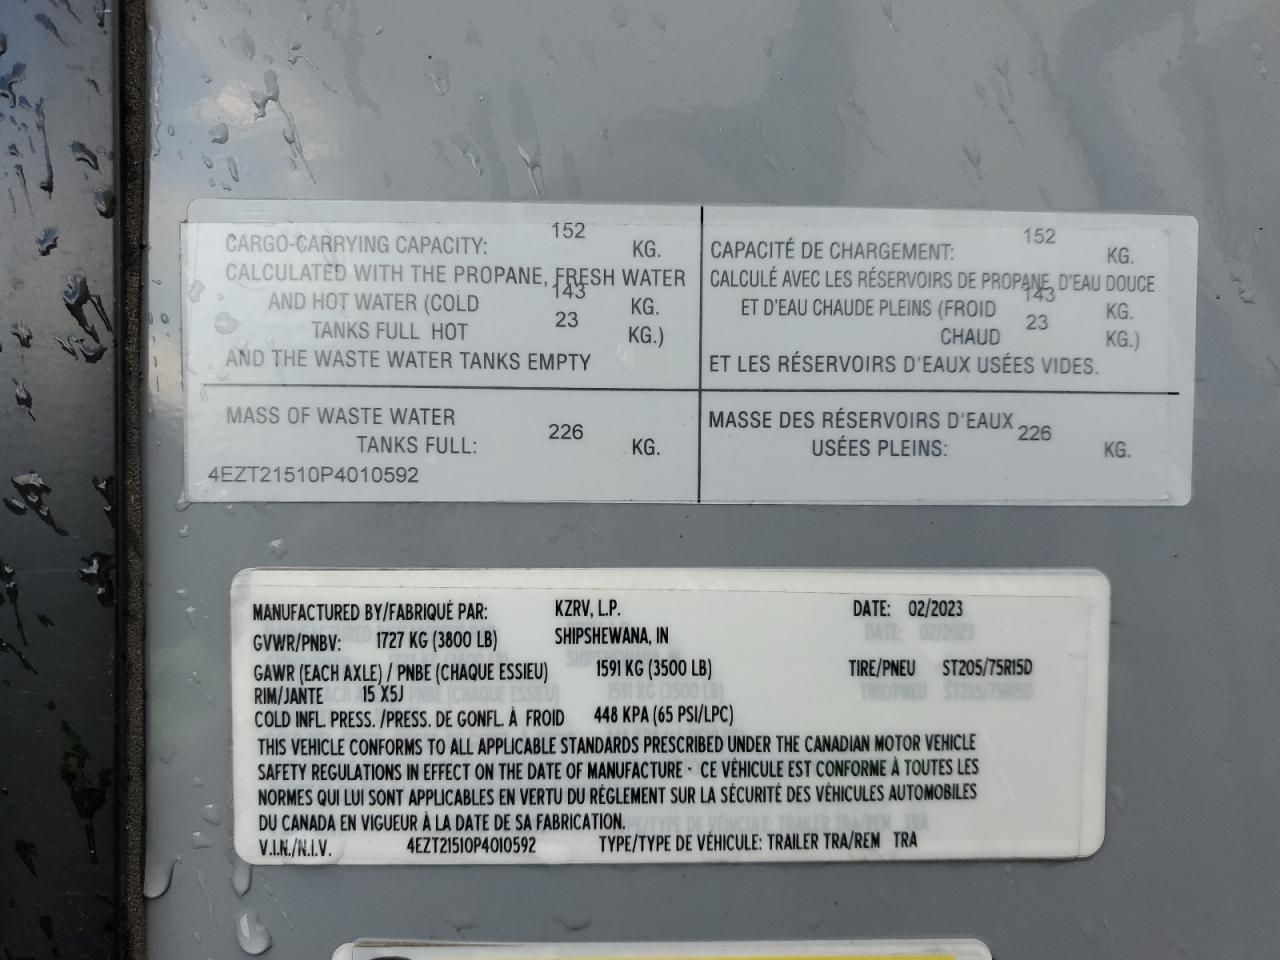 CARGO-CARRYING CAPACITY: 152 KG.
CALCULATED WITH THE PROPANE, FRESH WATER
AND HOT WATER (COLD 143 KG.
TANKS FULL HOT 23 KG.)
AND THE WASTE WATER TANKS EMPTY
MASS OF WASTE WATER
TANKS FULL: 226 KG.
4EZT21510P4010592
CAPACITÉ DE CHARGEMENT: 152 KG.
CALCULÉ AVEC LES RÉSERVOIRS DE PROPANE, D'EAU DOUCE
ET D'EAU CHAUDE PLEINS (FROID 143 KG.
CHAUD 23 KG.)
ET LES RÉSERVOIRS D'EAUX USÉES VIDES.
MASSE DES RÉSERVOIRS D'EAUX
USÉES PLEINS: 226 KG.
MANUFACTURED BY/FABRIQUÉ PAR: KZRV, L.P. DATE: 02/2023
GVWR/PNBV: 1727 KG (3800 LB) SHIPSHEWANA, IN
GAWR (EACH AXLE) / PNBE (CHAQUE ESSIEU) 1591 KG (3500 LB) TIRE/PNEU ST205/75R15D
RIM/JANTE 15 X5J
COLD INFL. PRESS. /PRESS. DE GONFL. À FROID 448 KPA (65 PSI/LPC)
THIS VEHICLE CONFORMS TO ALL APPLICABLE STANDARDS PRESCRIBED UNDER THE CANADIAN MOTOR VEHICLE
SAFETY REGULATIONS IN EFFECT ON THE DATE OF MANUFACTURE - CE VÉHICULE EST CONFORME À TOUTES LES
NORMES QUI LUI SONT APPLICABLES EN VERTU DU RÉGLEMENT SUR LA SÉCURITÉ DES VÉHICULES AUTOMOBILES
DU CANADA EN VIGUEUR À LA DATE DE SA FABRICATION.
V.I.N./N.I.V. 4EZT21510P4010592 TYPE/TYPE DE VÉHICULE: TRAILER TRA/REM TRA